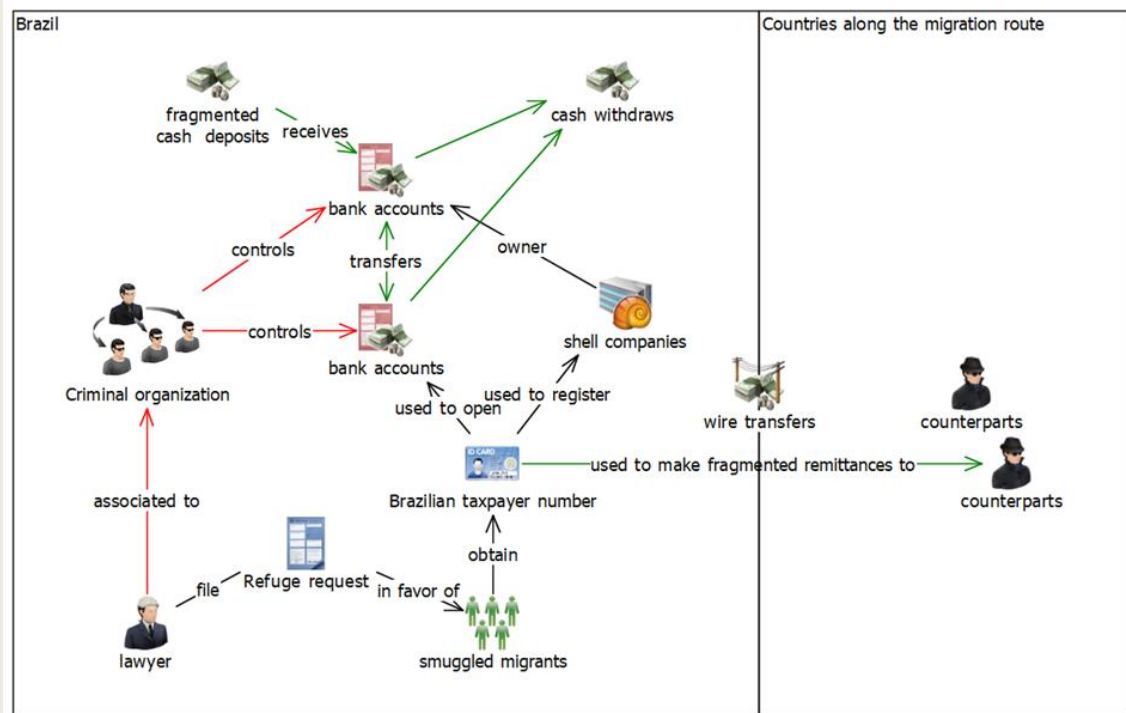 Brazil
Countries along the migration route
fragmented
cash deposits
receives
cash withdraws
bank accounts
controls
owner
transfers
controls
shell companies
bank accounts
Criminal organization
used to open
used to register
wire transfers
counterparts
ID CARD
used to make fragmented remittances to
associated to
Brazilian taxpayer number
counterparts
obtain
file
Refuge request
in favor of
lawyer
smuggled migrants